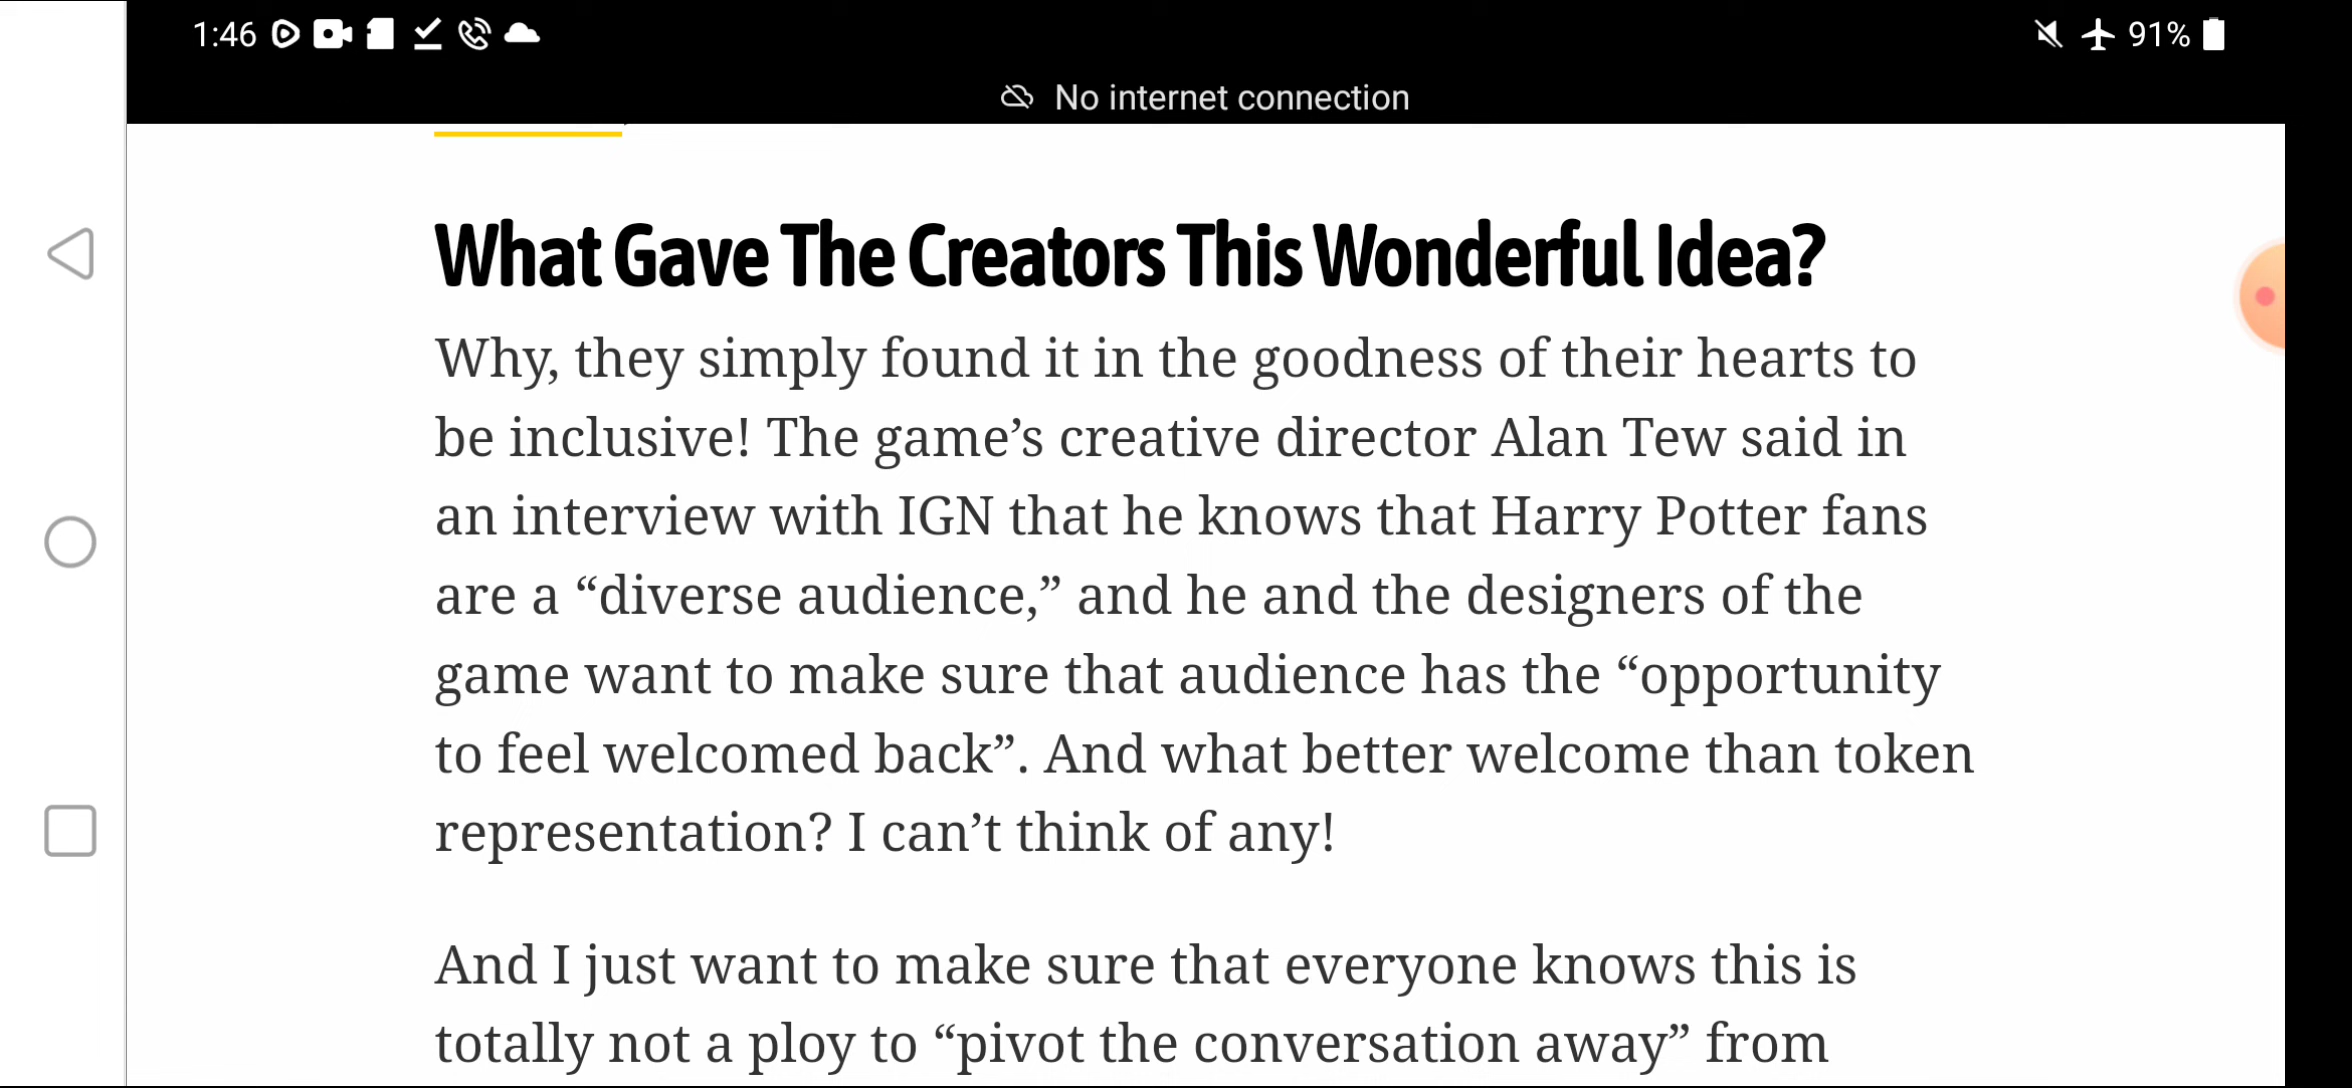 1:46
91%
No internet connection
What Gave The Creators This Wonderful Idea?
Why, they simply found it in the goodness of their hearts to
be inclusive! The game’s creative director Alan Tew said in
an interview with IGN that he knows that Harry Potter fans
are a “diverse audience,” and he and the designers of the
game want to make sure that audience has the “opportunity
to feel welcomed back”. And what better welcome than token
representation? I can’t think of any!
And I just want to make sure that everyone knows this is
totally not a ploy to “pivot the conversation away” from